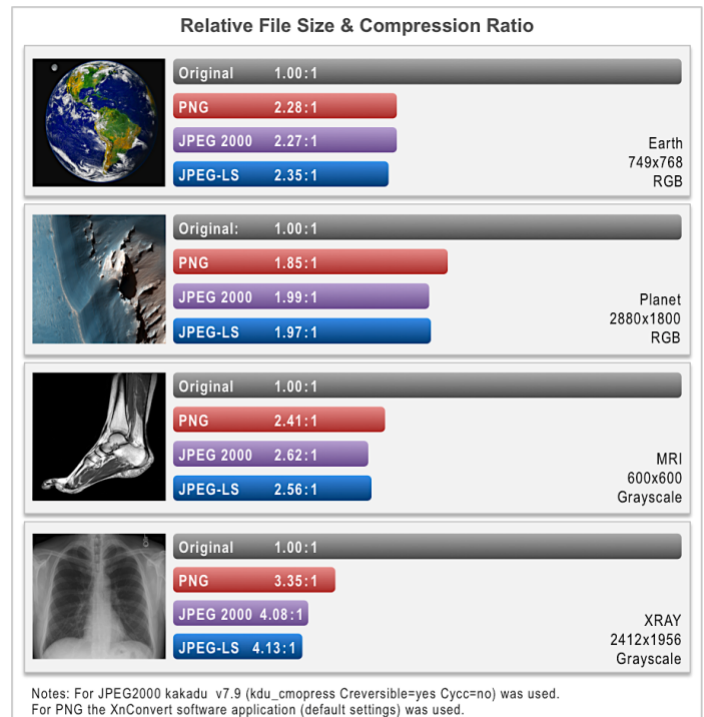 Relative File Size & Compression Ratio
Original 1.00:1
PNG 2.28:1
JPEG 2000 2.27:1
JPEG-LS 2.35:1
Earth
749x768
RGB
Original: 1.00:1
PNG 1.85:1
JPEG 2000 1.99:1
JPEG-LS 1.97:1
Planet
2880x1800
RGB
Original 1.00:1
PNG 2.41:1
JPEG 2000 2.62:1
JPEG-LS 2.56:1
MRI
600x600
Grayscale
Original 1.00:1
PNG 3.35:1
JPEG 2000 4.08:1
JPEG-LS 4.13:1
XRAY
2412x1956
Grayscale
Notes: For JPEG2000 kakadu v7.9 (kdu_cmopress Creversible=yes Cycc=no) was used.
For PNG the XnConvert software application (default settings) was used.